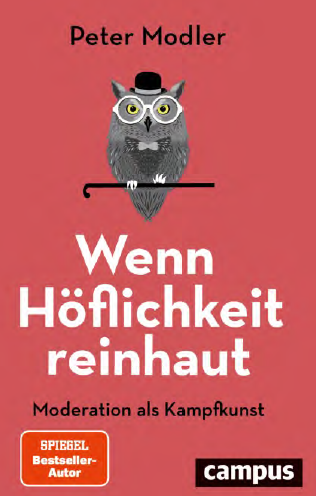 Peter Modler
Wenn
Höflichkeit
reinhaut
Moderation als Kampfkunst
SPIEGEL
Bestseller-
Autor
campus